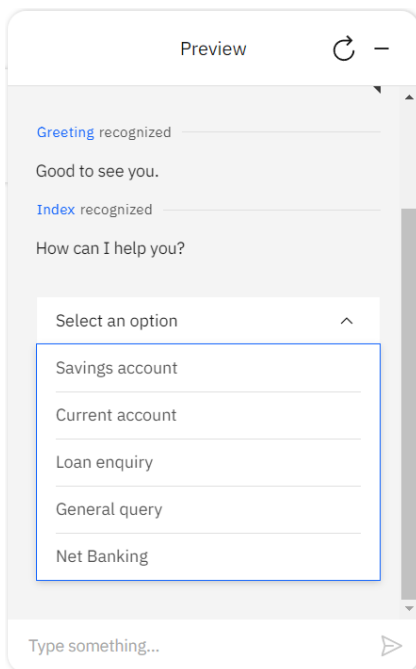 Preview
Greeting recognized
Good to see you.
Index recognized
How can I help you?
Select an option
Savings account
Current account
Loan enquiry
General query
Net Banking
Type something...